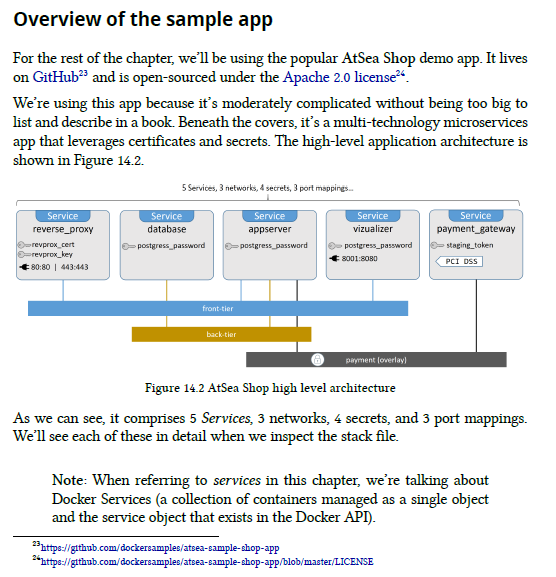 Overview of the sample app
For the rest of the chapter, we'll be using the popular AtSea Shop demo app. It lives
on GitHub²³ and is open-sourced under the Apache 2.0 license²⁴.
We're using this app because it's moderately complicated without being too big to
list and describe in a book. Beneath the covers, it's a multi-technology microservices
app that leverages certificates and secrets. The high-level application architecture is
shown in Figure 14.2.
5 Services, 3 networks, 4 secrets, 3 port mappings...
Service
reverse_proxy
revprox_cert
revprox_key
80:80 | 443:443
Service
database
postgress_password
Service
appserver
postgress_password
Service
vizualizer
postgress_password
8001:8080
Service
payment_gateway
staging_token
PCI DSS
front-tier
back-tier
payment (overlay)
Figure 14.2 AtSea Shop high level architecture
As we can see, it comprises 5 Services, 3 networks, 4 secrets, and 3 port mappings.
We'll see each of these in detail when we inspect the stack file.
Note: When referring to services in this chapter, we're talking about
Docker Services (a collection of containers managed as a single object
and the service object that exists in the Docker API).
²³https://github.com/dockersamples/atsea-sample-shop-app
²⁴https://github.com/dockersamples/atsea-sample-shop-app/blob/master/LICENSE